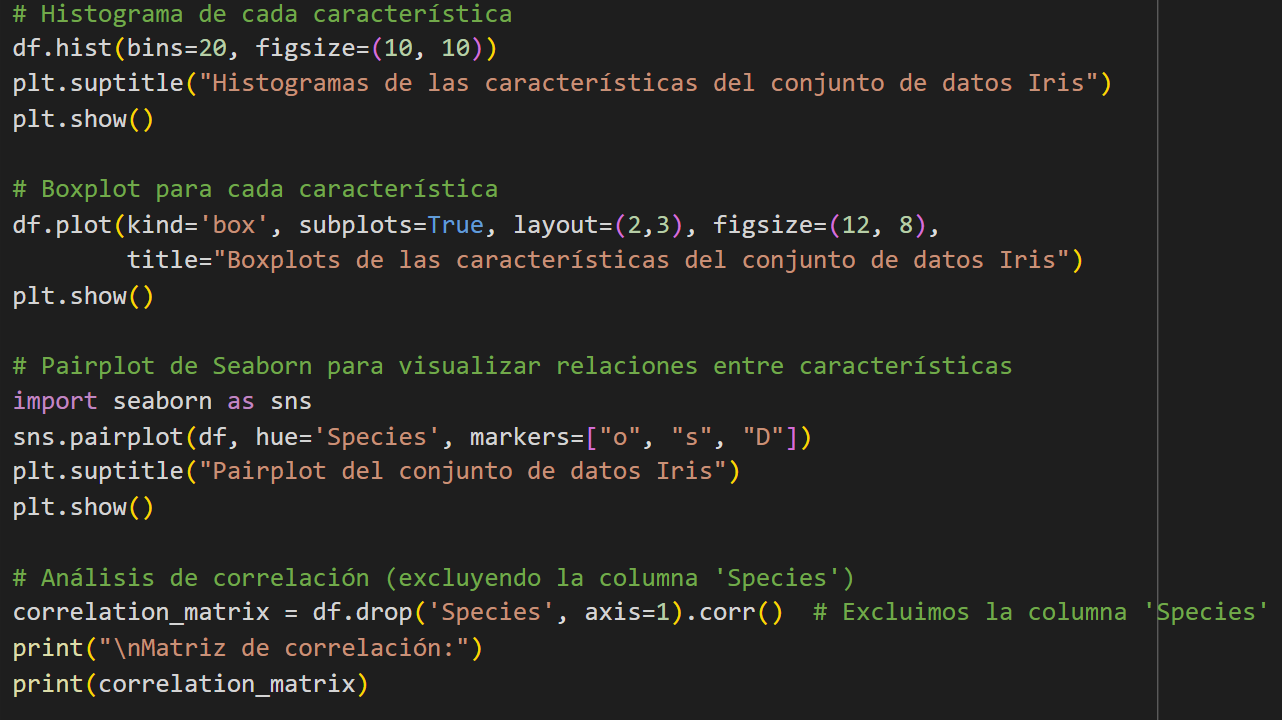 # Histograma de cada característica
df.hist(bins=20, figsize=(10, 10))
plt.suptitle("Histogramas de las características del conjunto de datos Iris")
plt.show()

# Boxplot para cada característica
df.plot(kind='box', subplots=True, layout=(2,3), figsize=(12, 8),
        title="Boxplots de las características del conjunto de datos Iris")
plt.show()

# Pairplot de Seaborn para visualizar relaciones entre características
import seaborn as sns
sns.pairplot(df, hue='Species', markers=["o", "s", "D"])
plt.suptitle("Pairplot del conjunto de datos Iris")
plt.show()

# Análisis de correlación (excluyendo la columna 'Species')
correlation_matrix = df.drop('Species', axis=1).corr()  # Excluimos la columna 'Species'
print("\nMatriz de correlación:")
print(correlation_matrix)